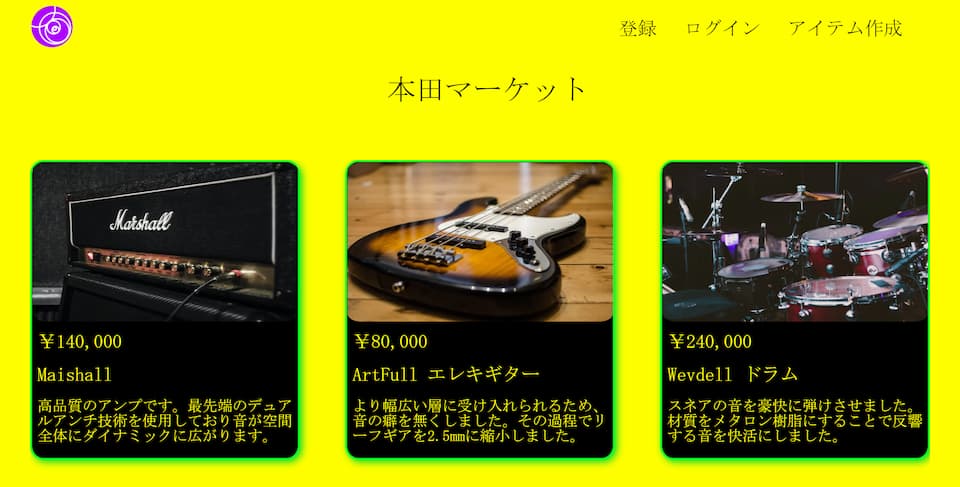 登録 ログイン アイテム作成
本田マーケット
Marshall
￥140,000
Maishall
高品質のアンプです。最先端のデュア
ルアンチ技術を使用しており音が空間
全体にダイナミックに広がります。
￥80,000
ArtFull エレキギター
より幅広い層に受け入れられるため、
音の癖を無くしました。その過程でリ
ーフギアを2.5mmに縮小しました。
￥240,000
Wevdell ドラム
スネアの音を豪快に弾けさせました。
材質をメタロン樹脂にすることで反響
する音を快活にしました。